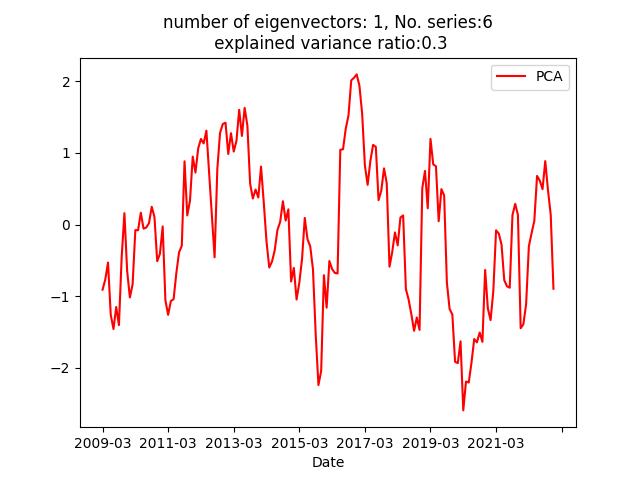 number of eigenvectors: 1, No. series:6
explained variance ratio:0.3
PCA
2
1
0
−1
−2
2009-03 2011-03 2013-03 2015-03 2017-03 2019-03 2021-03
Date